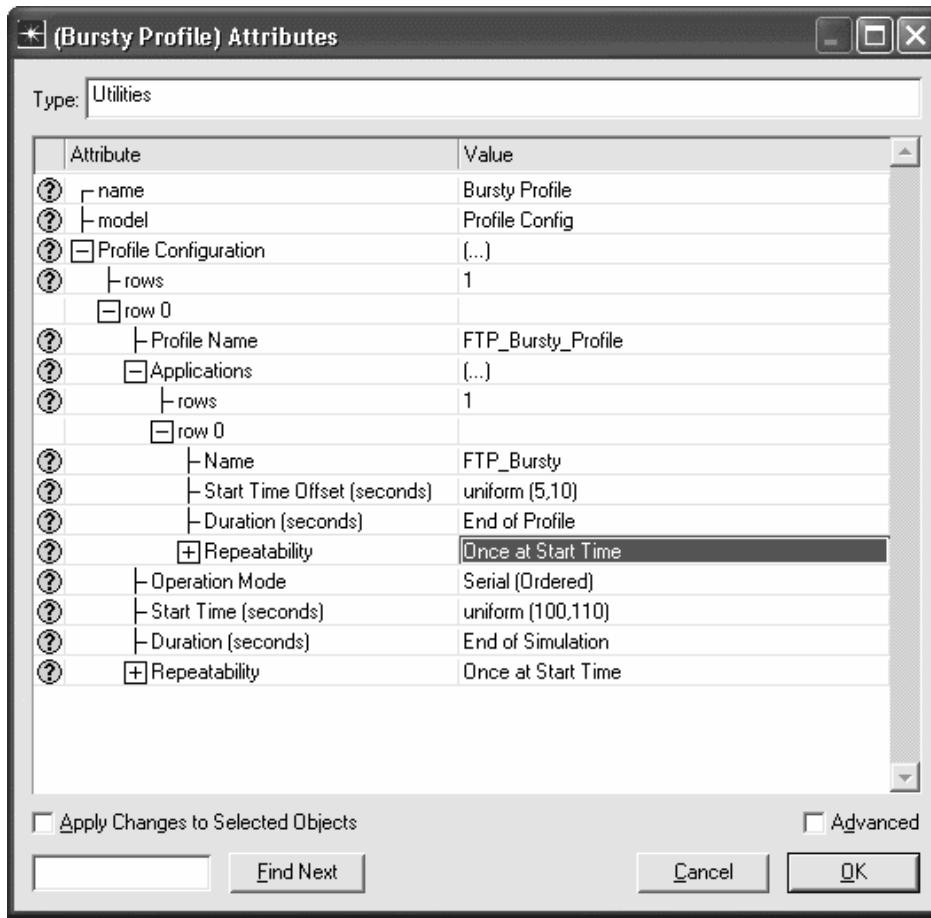 (Bursty Profile) Attributes
Type: Utilities
Attribute Value
name Bursty Profile
model Profile Config
Profile Configuration (...)
rows 1
row 0
Profile Name FTP_Bursty_Profile
Applications (...)
rows 1
row 0
Name FTP_Bursty
Start Time Offset (seconds) uniform (5,10)
Duration (seconds) End of Profile
Repeatability Once at Start Time
Operation Mode Serial (Ordered)
Start Time (seconds) uniform (100,110)
Duration (seconds) End of Simulation
Repeatability Once at Start Time
Apply Changes to Selected Objects Advanced
Find Next Cancel OK